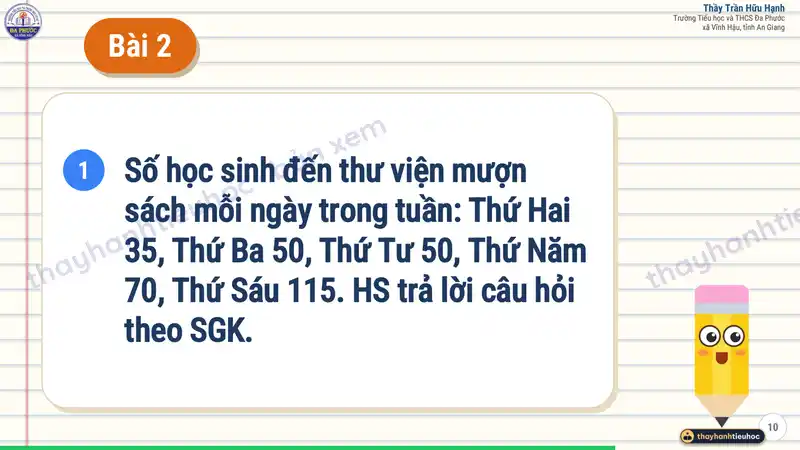 Thầy Trần Hữu Hạnh
Trường Tiểu học và THCS Đa Phước
xã Vĩnh Hậu, tỉnh An Giang
ĐA PHƯỚC
Bài 2
1
Số học sinh đến thư viện mượn
sách mỗi ngày trong tuần: Thứ Hai
35, Thứ Ba 50, Thứ Tư 50, Thứ Năm
70, Thứ Sáu 115. HS trả lời câu hỏi
theo SGK.
10
thayhanhtieuhoc